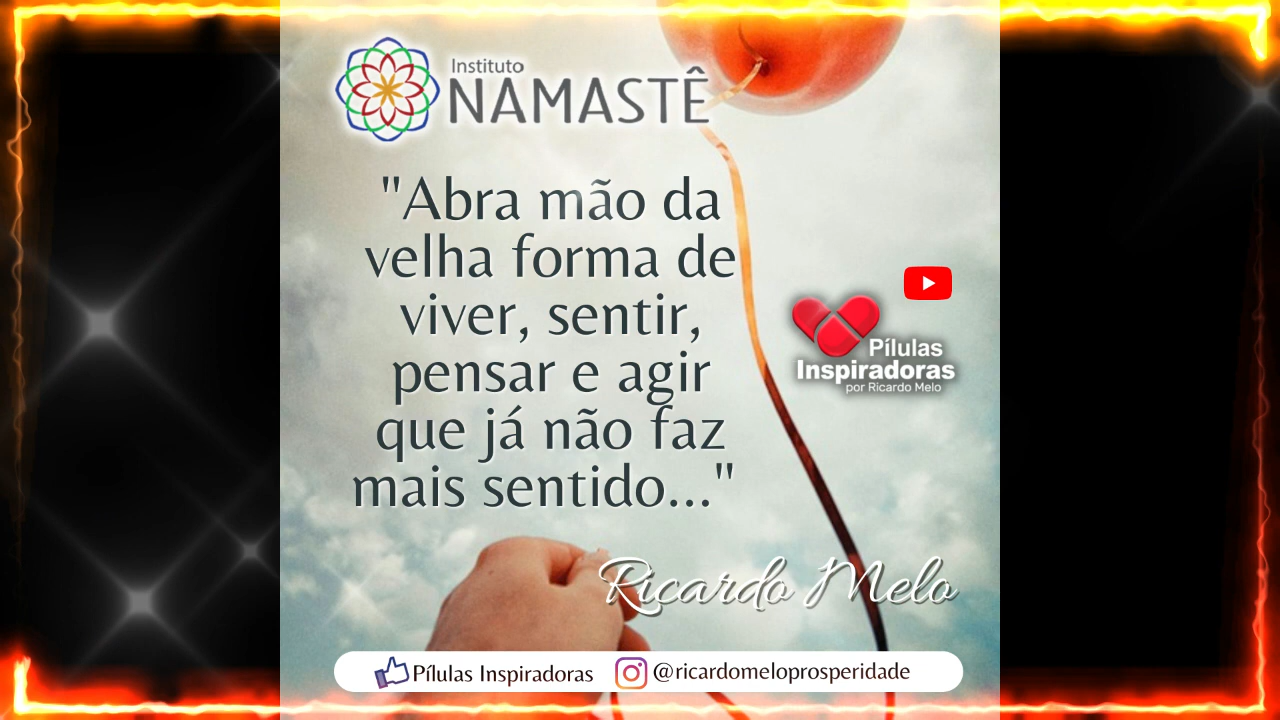 Instituto
NAMASTÊ
"Abra mão da
velha forma de
viver, sentir,
pensar e agir
que já não faz
mais sentido..."
Pílulas
Inspiradoras
por Ricardo Melo
Ricardo Melo
Pílulas Inspiradoras @ricardomeloprosperidade